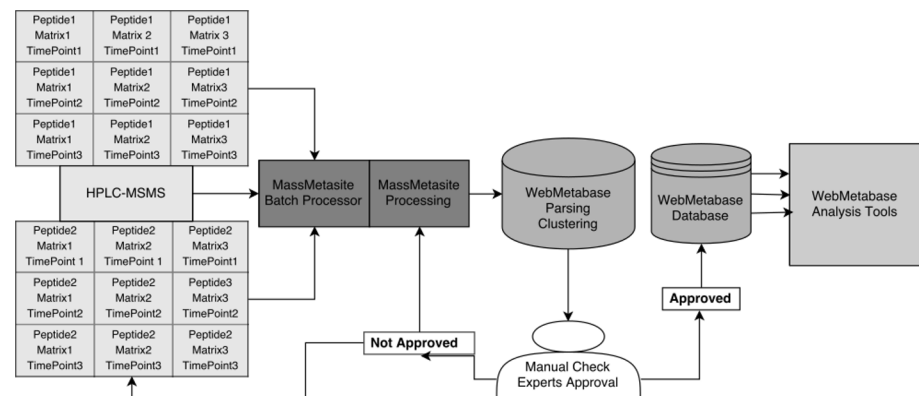 Peptide1
Matrix1
TimePoint1
Peptide1
Matrix 2
TimePoint1
Peptide1
Matrix 3
TimePoint1
Peptide1
Matrix1
TimePoint2
Peptide1
Matrix2
TimePoint2
Peptide1
Matrix3
TimePoint2
Peptide1
Matrix1
TimePoint3
Peptide1
Matrix2
TimePoint3
Peptide1
Matrix3
TimePoint3
HPLC-MSMS
MassMetasite
Batch Processor
MassMetasite
Processing
WebMetabase
Parsing
Clustering
WebMetabase
Database
WebMetabase
Analysis Tools
Peptide2
Matrix1
TimePoint 1
Peptide2
Matrix2
TimePoint 1
Peptide2
Matrix3
TimePoint1
Peptide2
Matrix1
TimePoint2
Peptide2
Matrix2
TimePoint2
Peptide3
Matrix3
TimePoint2
Peptide2
Matrix1
TimePoint3
Peptide2
Matrix2
TimePoint3
Peptide2
Matrix3
TimePoint3
Approved
Not Approved
Manual Check
Experts Approval